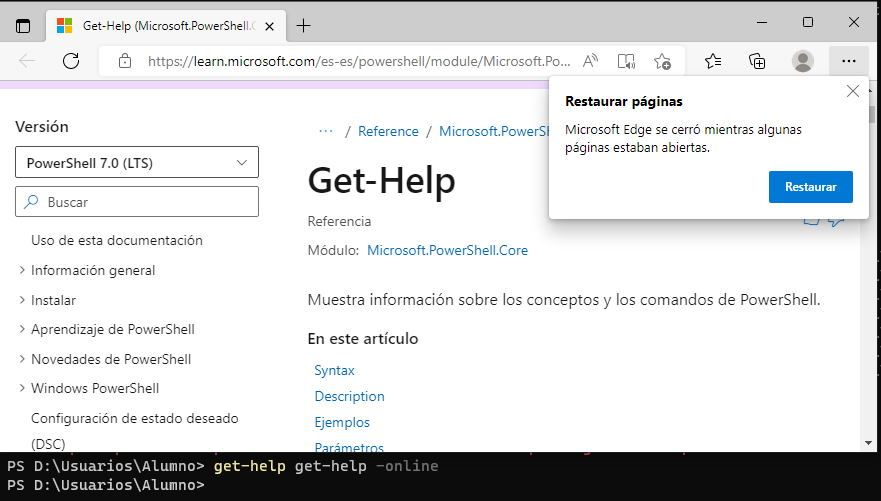 Get-Help (Microsoft.PowerShell.C
https://learn.microsoft.com/es-es/powershell/module/Microsoft.Po...
Restaurar páginas
Microsoft Edge se cerró mientras algunas
páginas estaban abiertas.
Restaurar
Versión
PowerShell 7.0 (LTS)
Buscar
Uso de esta documentación
Información general
Instalar
Aprendizaje de PowerShell
Novedades de PowerShell
Windows PowerShell
Configuración de estado deseado
(DSC)
··· / Reference / Microsoft.PowerSh
Get-Help
Referencia
Módulo: Microsoft.PowerShell.Core
Muestra información sobre los conceptos y los comandos de PowerShell.
En este artículo
Syntax
Description
Ejemplos
Parámetros
PS D:\Usuarios\Alumno> get-help get-help -online
PS D:\Usuarios\Alumno>